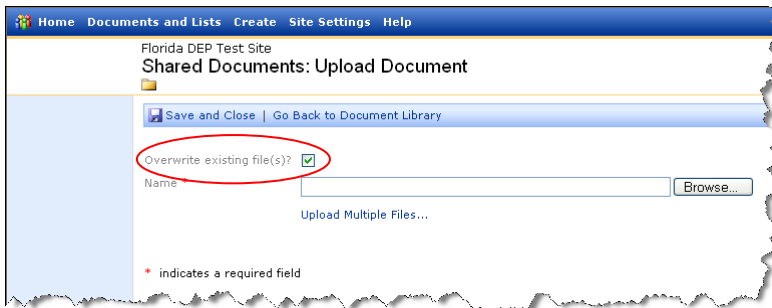 Home Documents and Lists Create Site Settings Help
Florida DEP Test Site
Shared Documents: Upload Document
Save and Close | Go Back to Document Library
Overwrite existing file(s)?
Name * Browse...
Upload Multiple Files...
* indicates a required field